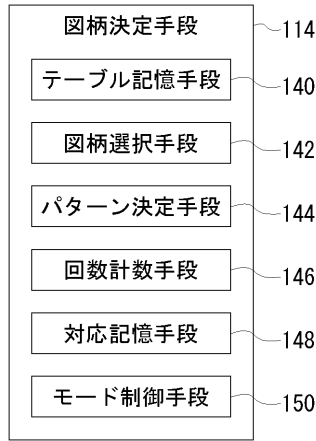 図柄決定手段 114
テーブル記憶手段 140
図柄選択手段 142
パターン決定手段 144
回数計数手段 146
対応記憶手段 148
モード制御手段 150